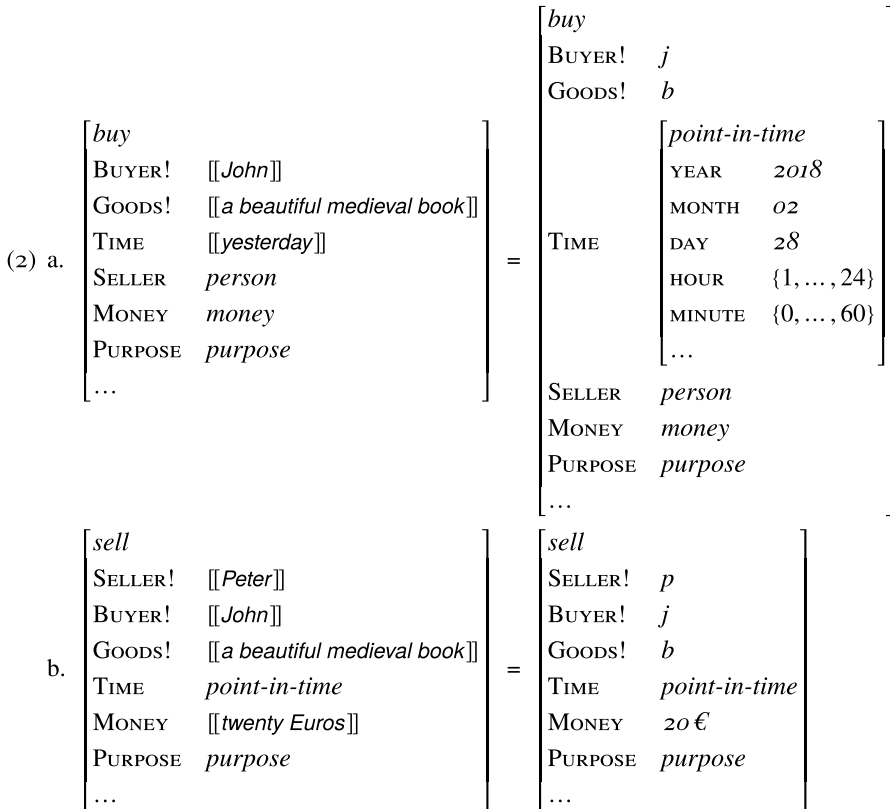 (2) a.
buy
BUYER! [[John]]
GOODS! [[a beautiful medieval book]]
TIME [[yesterday]]
SELLER person
MONEY money
PURPOSE purpose
…
=
buy
BUYER! j
GOODS! b
TIME
point-in-time
YEAR 2018
MONTH 02
DAY 28
HOUR {1, … , 24}
MINUTE {0, … , 60}
…
SELLER person
MONEY money
PURPOSE purpose
…
b.
sell
SELLER! [[Peter]]
BUYER! [[John]]
GOODS! [[a beautiful medieval book]]
TIME point-in-time
MONEY [[twenty Euros]]
PURPOSE purpose
…
=
sell
SELLER! p
BUYER! j
GOODS! b
TIME point-in-time
MONEY 20 €
PURPOSE purpose
…